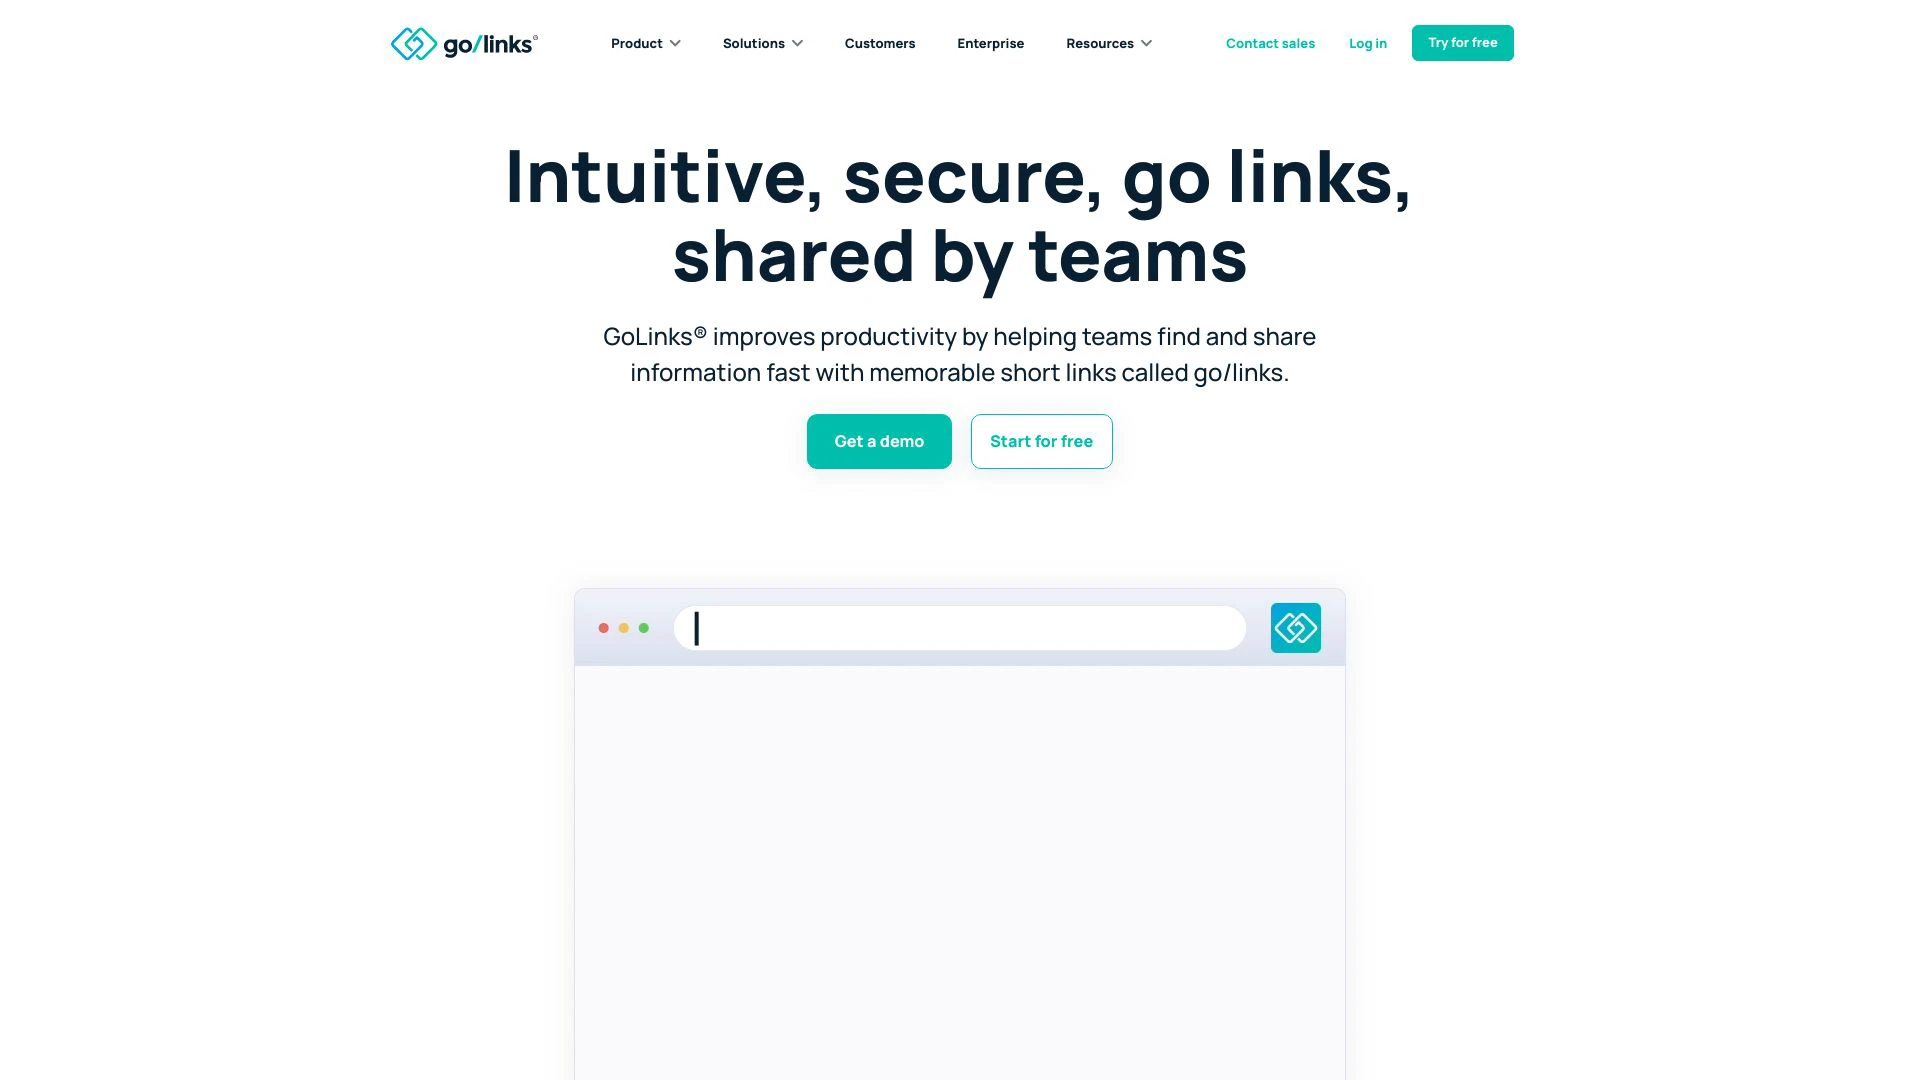 go/links®
Product
Solutions
Customers
Enterprise
Resources
Contact sales
Log in
Try for free
Intuitive, secure, go links,
shared by teams
GoLinks® improves productivity by helping teams find and share
information fast with memorable short links called go/links.
Get a demo
Start for free